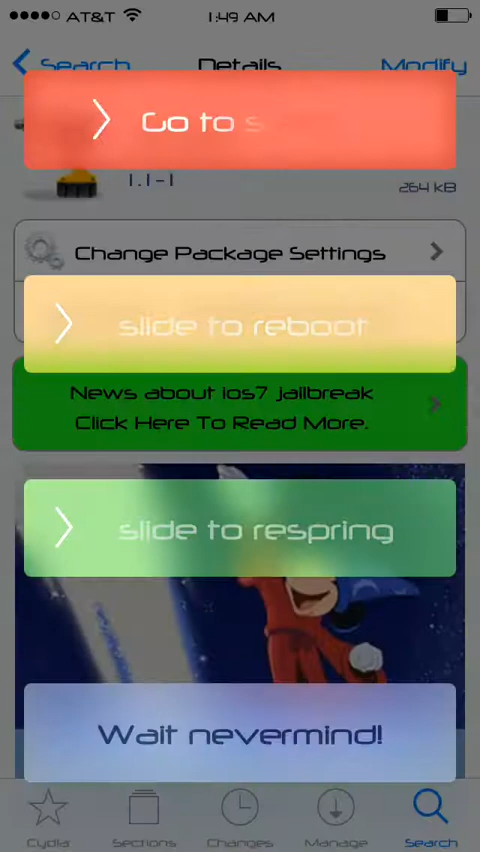 AT&T 1:49 AM
Search Details Modify
Go to s
1.1-1
264 kB
Change Package Settings
slide to reboot
News about ios7 jailbreak
Click Here To Read More.
slide to respring
Wait nevermind!
Cydia Sections Changes Manage Search